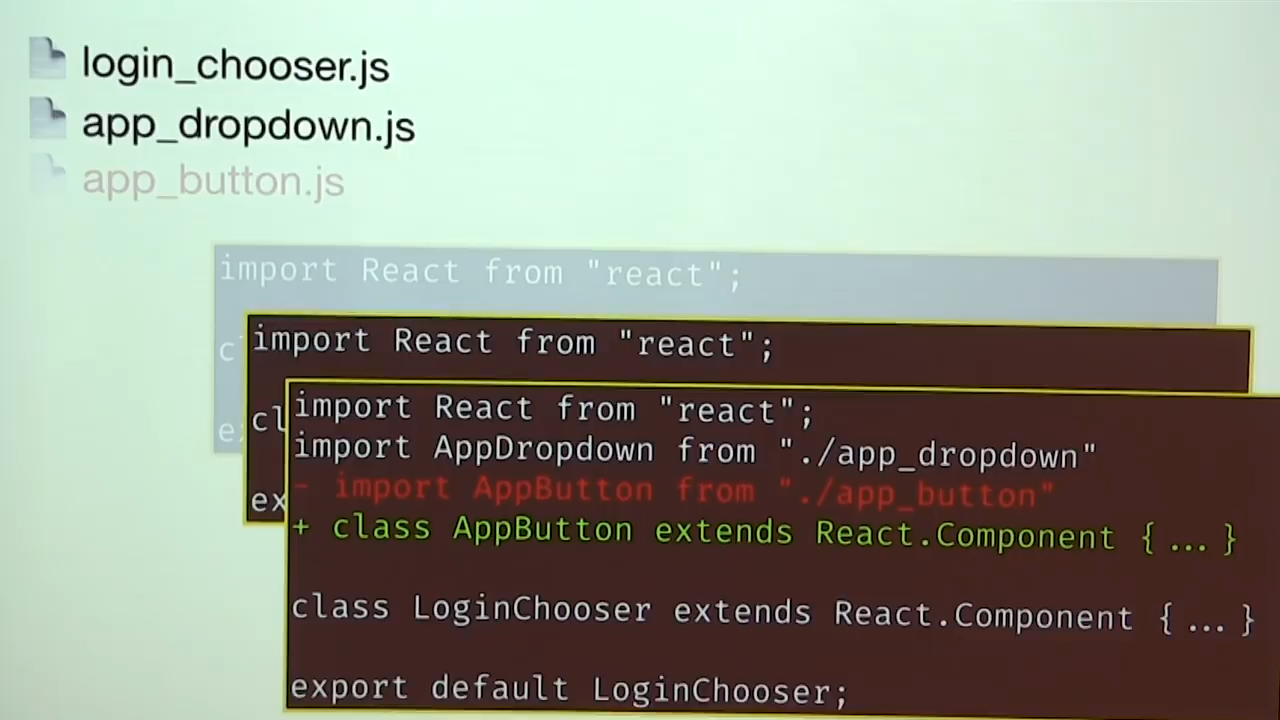 login_chooser.js
app_dropdown.js
app_button.js
import React from "react";
c
e
import React from "react";
cl
ex
import React from "react";
import AppDropdown from "./app_dropdown"
- import AppButton from "./app_button"
+ class AppButton extends React.Component { ... }
class LoginChooser extends React.Component { ... }
export default LoginChooser;